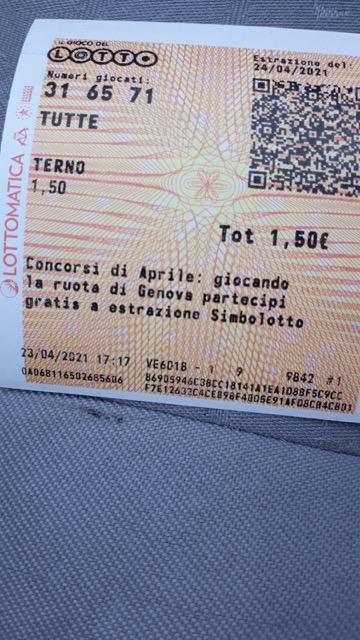 IL GIOCO DEL
LOTTO
Estrazione del:
24/04/2021
Numeri giocati:
31 65 71
TUTTE
TERNO
1,50
LOTTOMATICA
Tot 1,50€
Concorsi di Aprile: giocando
la ruota di Genova partecipi
gratis a estrazione Simbolotto
23/04/2021 17:17 VE6D18 - 1 9 9842 #1
0A068116502685606